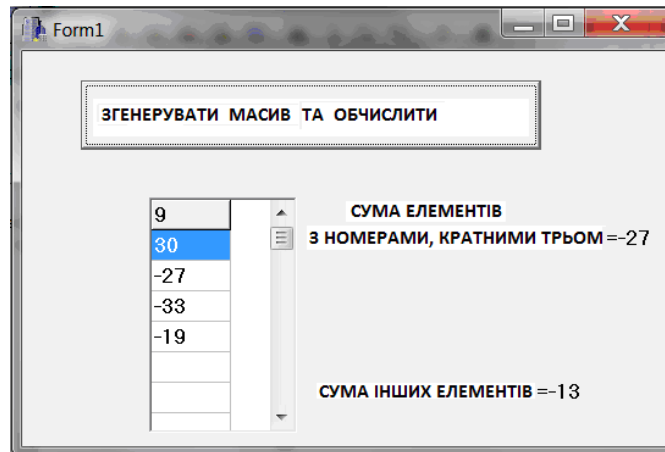 Form1
ЗГЕНЕРУВАТИ МАСИВ ТА ОБЧИСЛИТИ
9
30
-27
-33
-19
СУМА ЕЛЕМЕНТІВ
З НОМЕРАМИ, КРАТНИМИ ТРЬОМ =-27
СУМА ІНШИХ ЕЛЕМЕНТІВ =-13